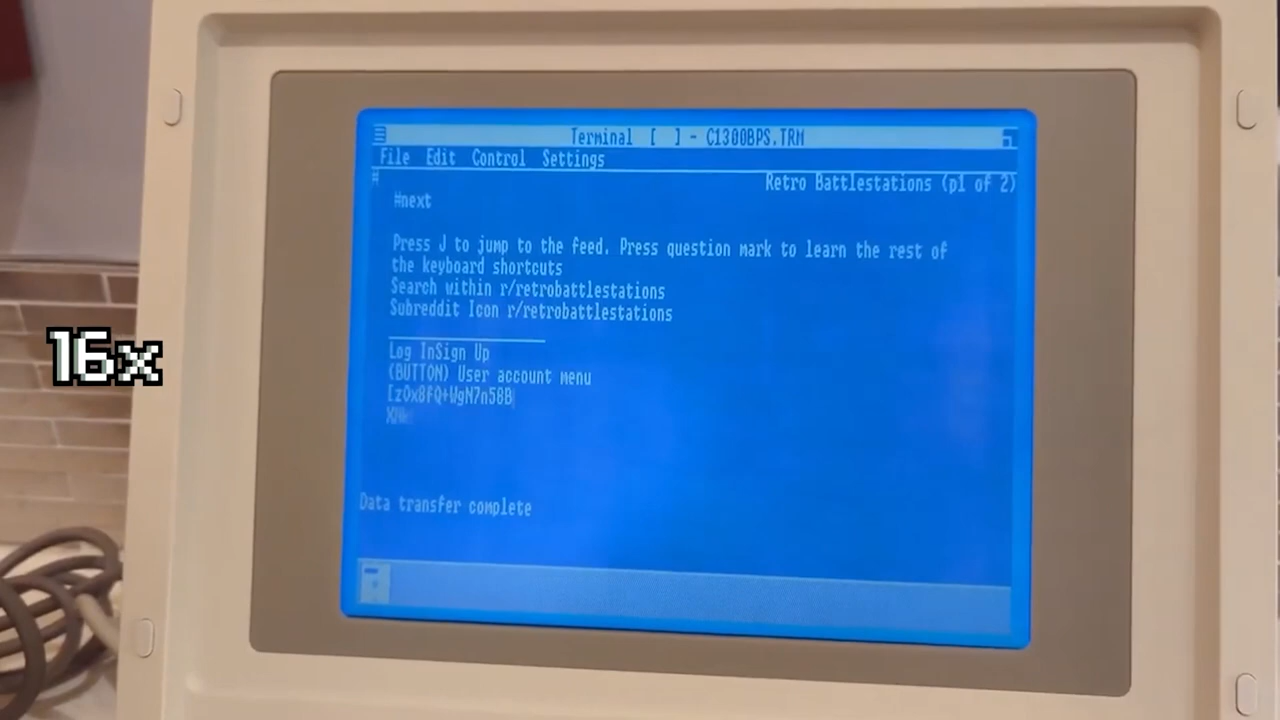 Terminal [ ] - C1300BPS.TRM
File Edit Control Settings
Retro Battlestations (p1 of 2)
#next
Press J to jump to the feed. Press question mark to learn the rest of
the keyboard shortcuts
Search within r/retrobattlestations
Subreddit Icon r/retrobattlestations
Log InSign Up
(BUTTON) User account menu
[zOx8fQ+WgN7n58B
Data transfer complete
16x